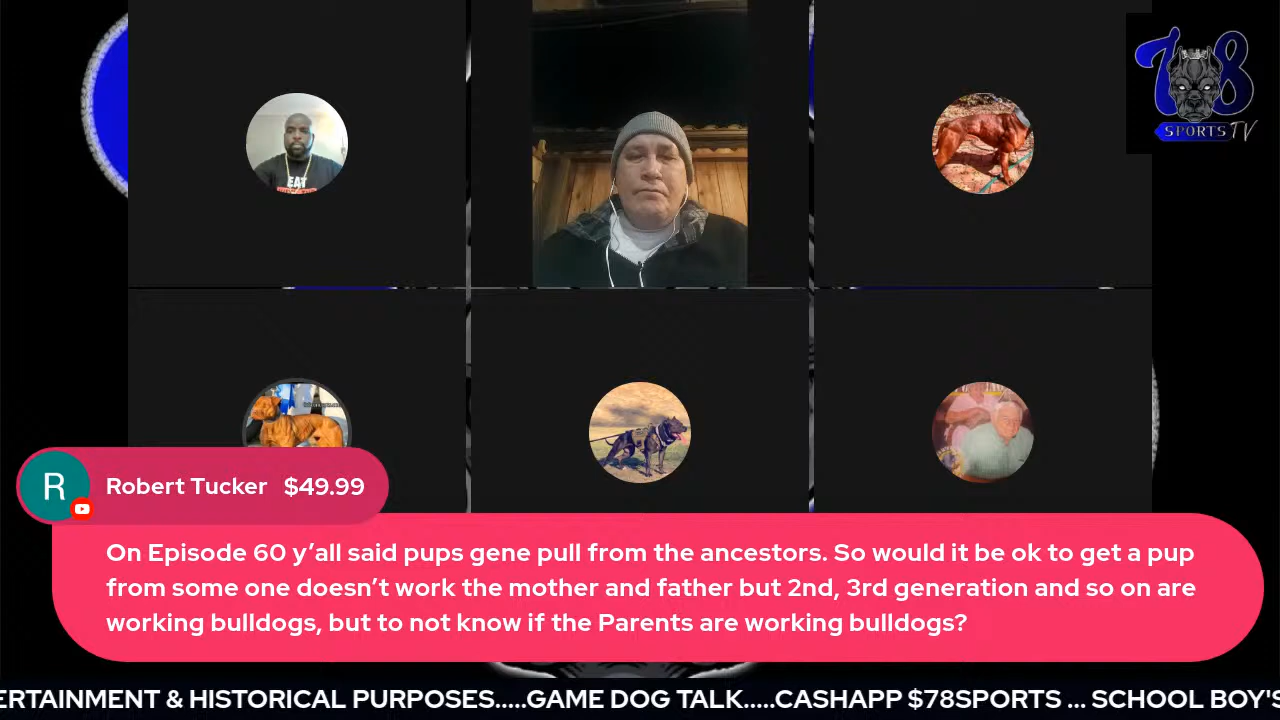 78
SPORTS TV
EAT
R
Robert Tucker $49.99
On Episode 60 y’all said pups gene pull from the ancestors. So would it be ok to get a pup
from some one doesn’t work the mother and father but 2nd, 3rd generation and so on are
working bulldogs, but to not know if the Parents are working bulldogs?
ERTAINMENT & HISTORICAL PURPOSES.....GAME DOG TALK.....CASHAPP $78SPORTS ... SCHOOL BOY'S